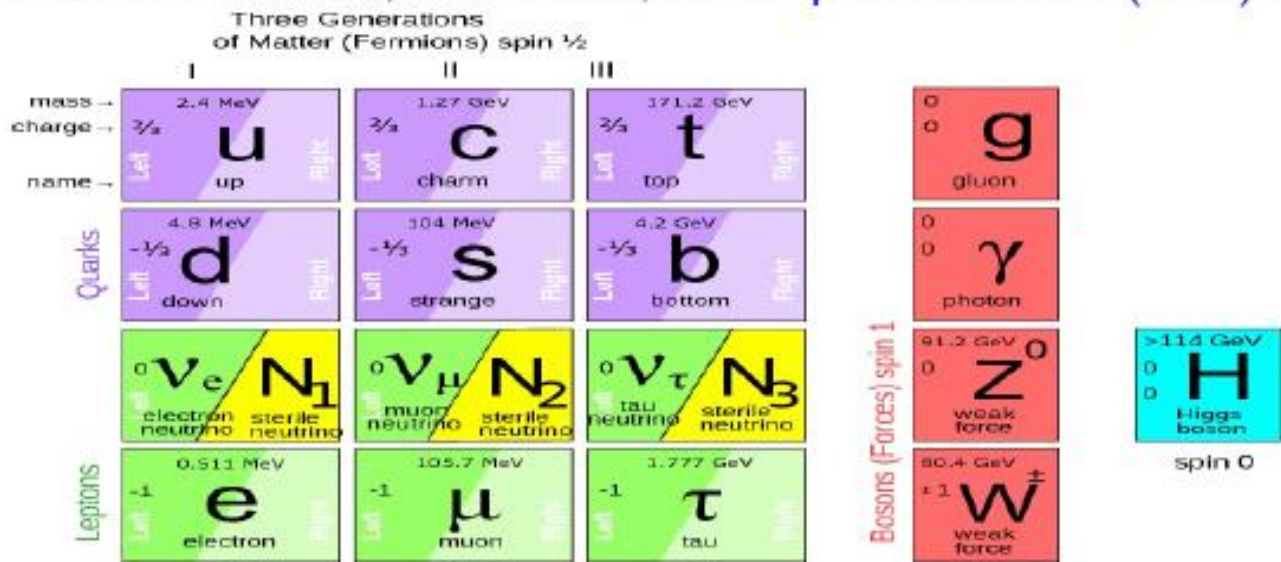 Three Generations
of Matter (Fermions) spin ½
I II III
mass→
charge→
name→
2.4 MeV
⅔
u
Left
Right
up
1.27 GeV
⅔
c
Left
Right
charm
171.2 GeV
⅔
t
Left
Right
top
Quarks
4.8 MeV
-⅓
d
Left
Right
down
104 MeV
-⅓
s
Left
Right
strange
4.2 GeV
-⅓
b
Left
Right
bottom
0
νe
Left
electron
neutrino
N1
sterile
neutrino
0
νμ
Left
muon
neutrino
N2
sterile
neutrino
0
ντ
Left
tau
neutrino
N3
sterile
neutrino
Leptons
0.511 MeV
-1
e
Left
Right
electron
105.7 MeV
-1
μ
Left
Right
muon
1.777 GeV
-1
τ
Left
Right
tau
Bosons (Forces) spin 1
0
0
g
gluon
0
0
γ
photon
91.2 GeV
0
Z0
weak
force
80.4 GeV
±1
W±
weak
force
>114 GeV
0
0
H
Higgs
boson
spin 0